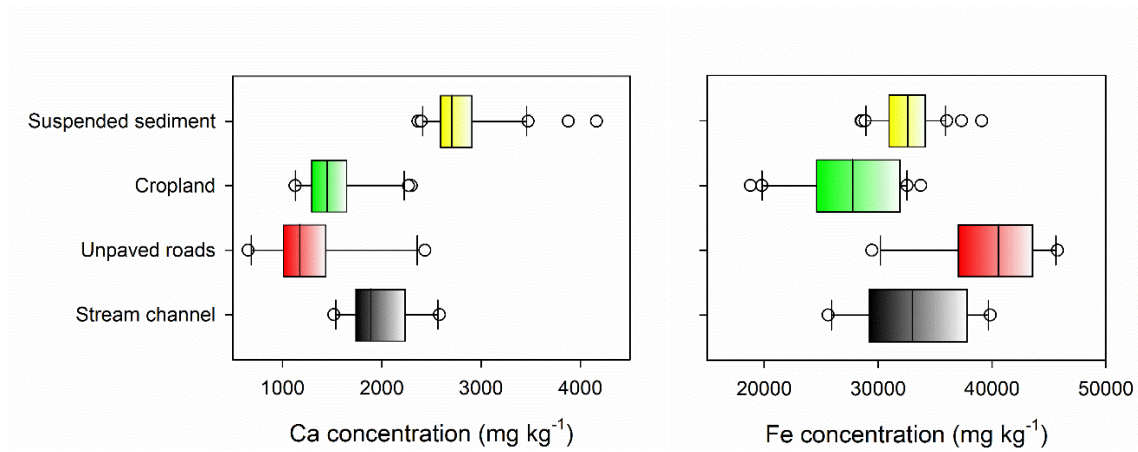 Suspended sediment
Cropland
Unpaved roads
Stream channel
1000 2000 3000 4000
Ca concentration (mg kg⁻¹)
20000 30000 40000 50000
Fe concentration (mg kg⁻¹)